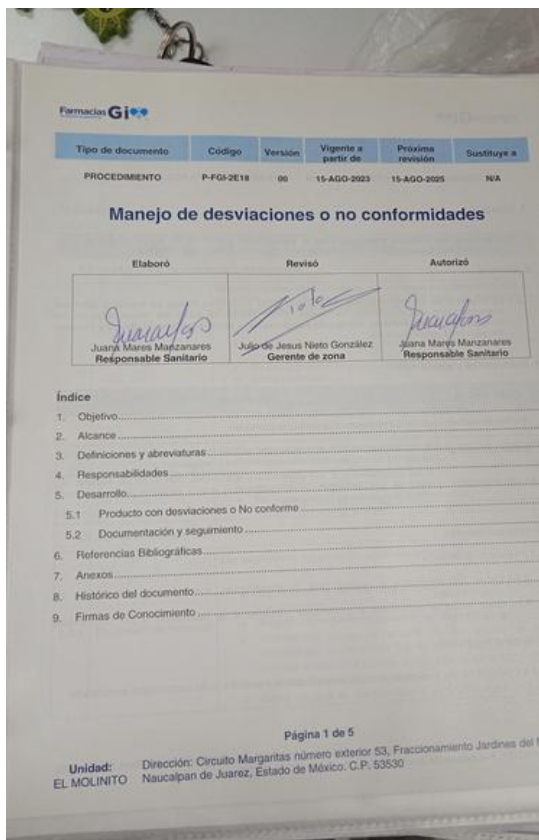 Farmacias Gi
Tipo de documento Código Versión Vigente a partir de Próxima revisión Sustituye a
PROCEDIMIENTO P-FGI-2E18 00 15-AGO-2023 15-AGO-2025 N/A
Manejo de desviaciones o no conformidades
Elaboró Revisó Autorizó
Juana Mares Manzanares Julio de Jesus Nieto González Juana Mares Manzanares
Responsable Sanitario Gerente de zona Responsable Sanitario
Índice
1. Objetivo
2. Alcance
3. Definiciones y abreviaturas
4. Responsabilidades
5. Desarrollo
5.1 Producto con desviaciones o No conforme
5.2 Documentación y seguimiento
6. Referencias Bibliográficas
7. Anexos
8. Histórico del documento
9. Firmas de Conocimiento
Página 1 de 5
Unidad: Dirección: Circuito Margaritas número exterior 53, Fraccionamiento Jardines del
EL MOLINITO Naucalpan de Juarez, Estado de México. C.P. 53530